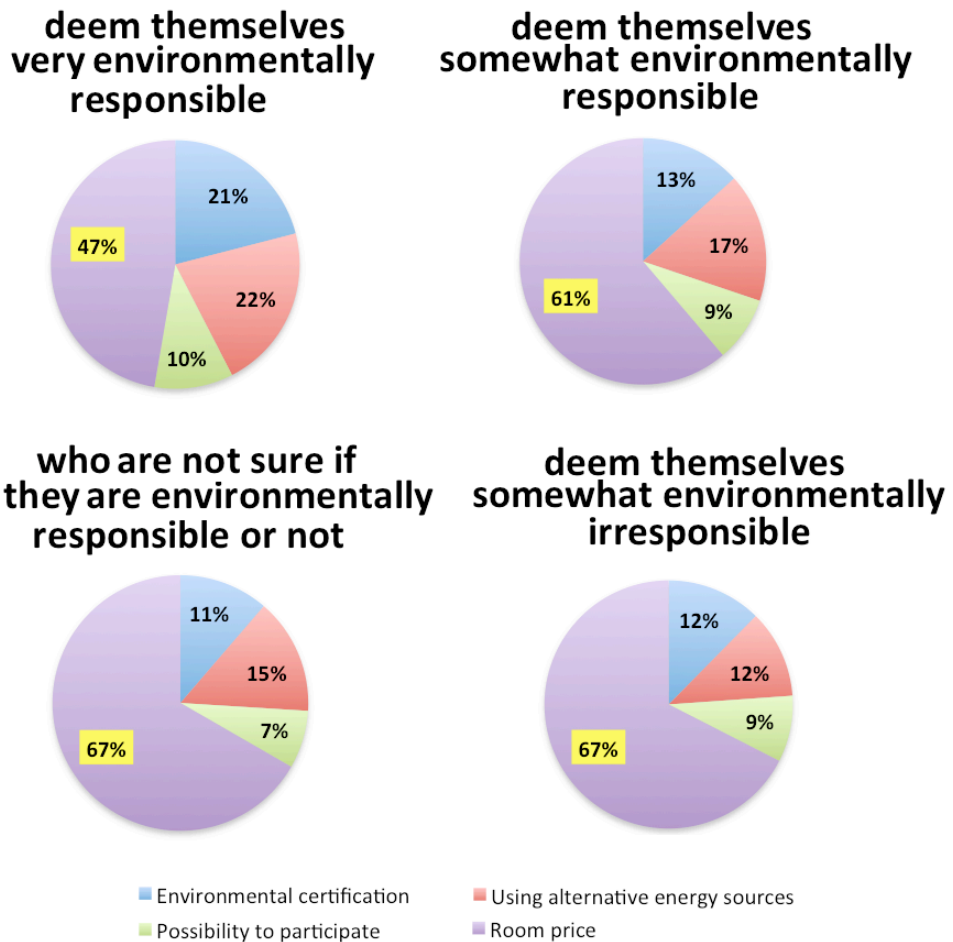 deem themselves
very environmentally
responsible
21%
47%
22%
10%
deem themselves
somewhat environmentally
responsible
13%
17%
61%
9%
who are not sure if
they are environmentally
responsible or not
11%
15%
7%
67%
deem themselves
somewhat environmentally
irresponsible
12%
12%
9%
67%
Environmental certification
Using alternative energy sources
Possibility to participate
Room price